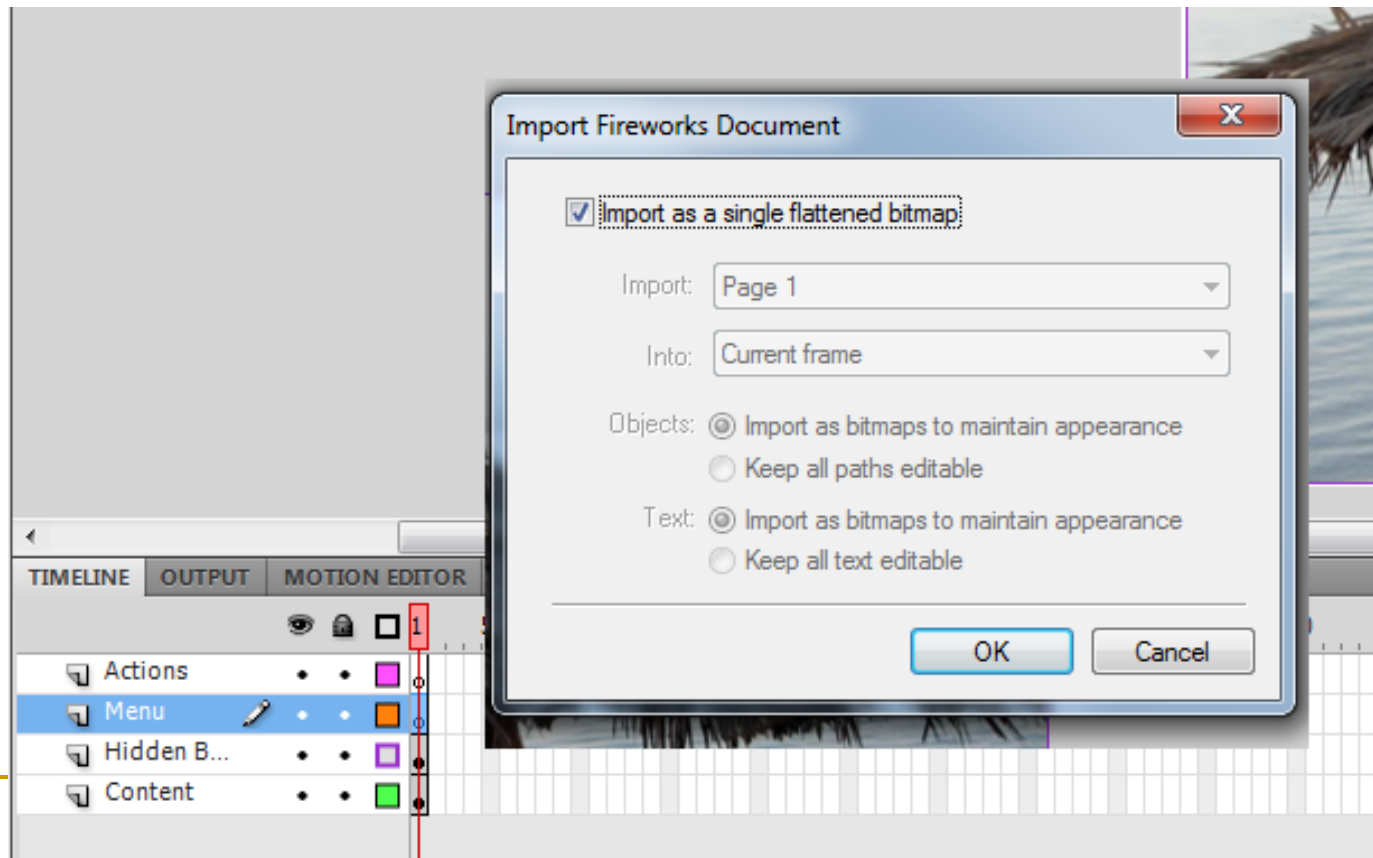 Import Fireworks Document
Import as a single flattened bitmap
Import: Page 1
Into: Current frame
Objects: Import as bitmaps to maintain appearance
Keep all paths editable
Text: Import as bitmaps to maintain appearance
Keep all text editable
OK Cancel
TIMELINE OUTPUT MOTION EDITOR
1
Actions
Menu
Hidden B...
Content